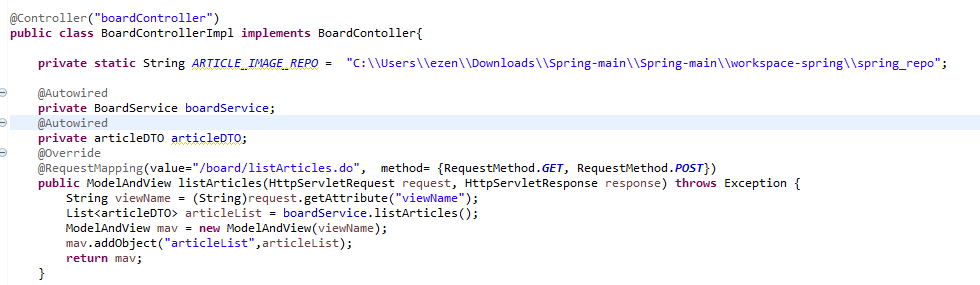 @Controller("boardController")
public class BoardControllerImpl implements BoardContoller{
private static String ARTICLE_IMAGE_REPO = "C:\\Users\\ezen\\Downloads\\Spring-main\\Spring-main\\workspace-spring\\spring_repo";
@Autowired
private BoardService boardService;
@Autowired
private articleDTO articleDTO;
@Override
@RequestMapping(value="/board/listArticles.do", method= {RequestMethod.GET, RequestMethod.POST})
public ModelAndView listArticles(HttpServletRequest request, HttpServletResponse response) throws Exception {
String viewName = (String)request.getAttribute("viewName");
List<articleDTO> articleList = boardService.listArticles();
ModelAndView mav = new ModelAndView(viewName);
mav.addObject("articleList",articleList);
return mav;
}